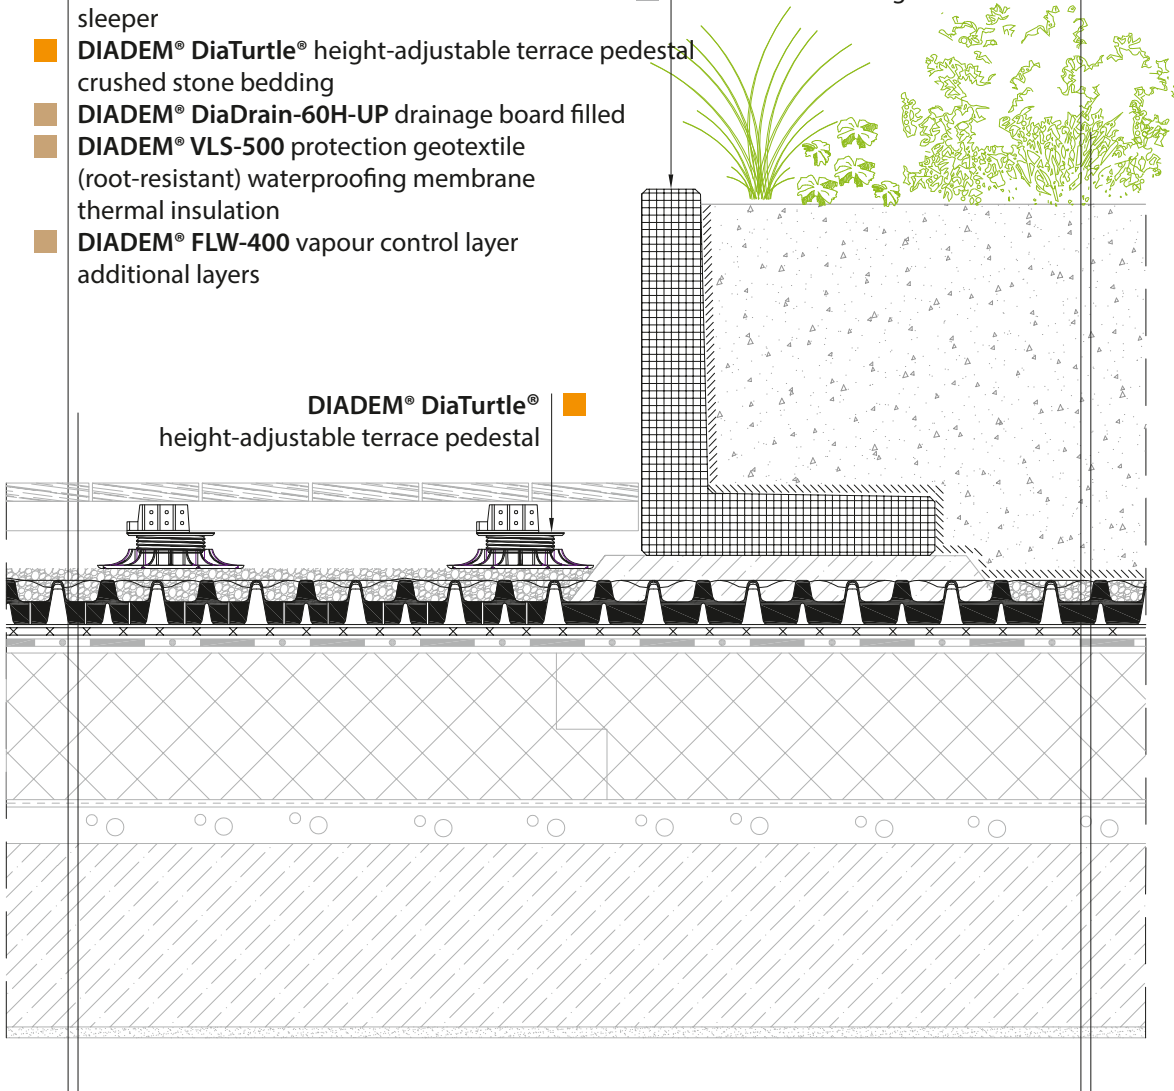 sleeper
DIADEM® DiaTurtle® height-adjustable terrace pedestal
crushed stone bedding
DIADEM® DiaDrain-60H-UP drainage board filled
DIADEM® VLS-500 protection geotextile
(root-resistant) waterproofing membrane
thermal insulation
DIADEM® FLW-400 vapour control layer
additional layers
DIADEM® DiaTurtle®
height-adjustable terrace pedestal